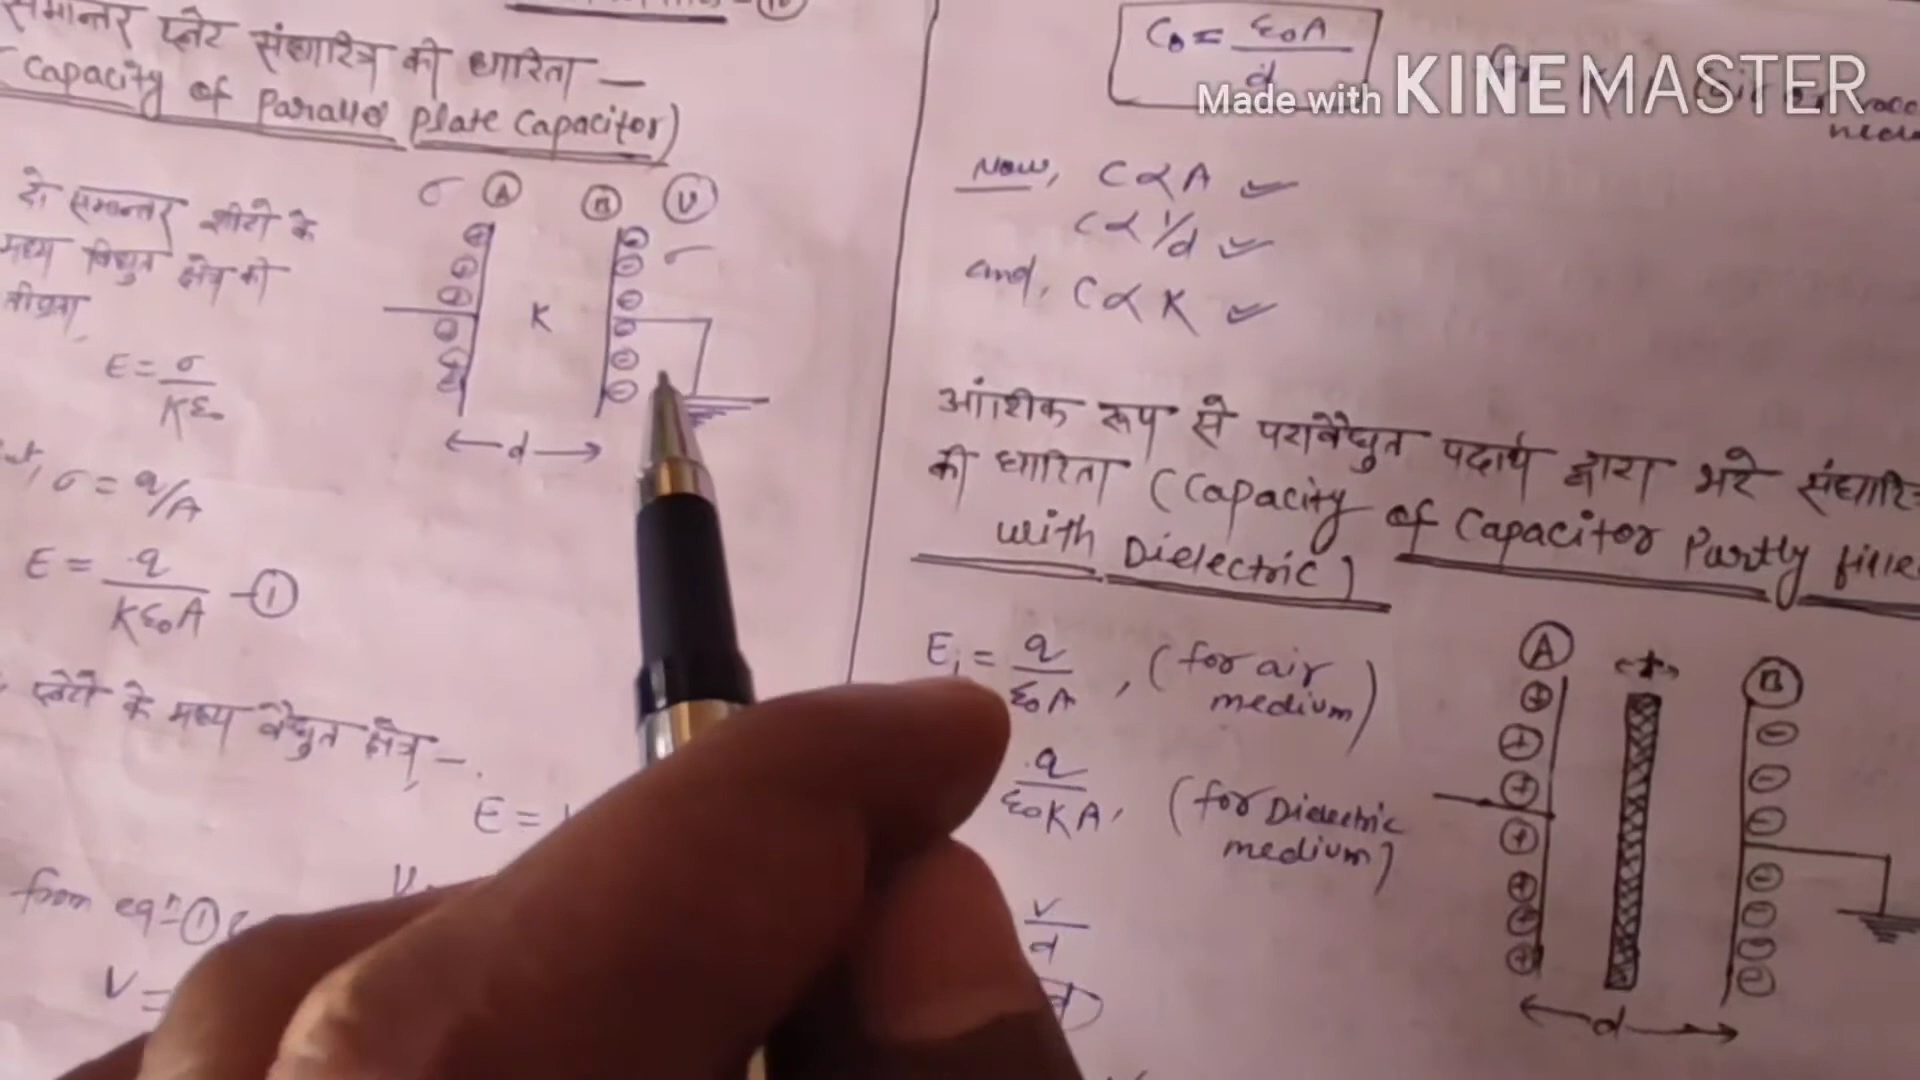 समान्तर प्लेट संधारित्र की धारिता —
(Capacity of Parallel Plate Capacitor)
दो समान्तर शीटों के
मध्य विद्युत क्षेत्र की
तीव्रता,
E = σ/Kε₀
σ = q/A
E = q/Kε₀A —①
प्लेटों के मध्य वैद्युत क्षेत्र, –.
E =
from eqⁿ ①
V =
σ Ⓐ Ⓑ Ⓥ
σ
K
← d →
C₀ = ε₀A/d
Made with KINEMASTER
Now, C∝A ✓
C∝1/d ✓
and, C∝K ✓
आंशिक रूप से परावैद्युत पदार्थ द्वारा भरे
की धारिता (Capacity of Capacitor Partly
with Dielectric)
E₁ = q/ε₀A, (for air
medium)
q/ε₀KA, (for Dielectric
medium)
V/d
Ⓐ t Ⓑ
← d →